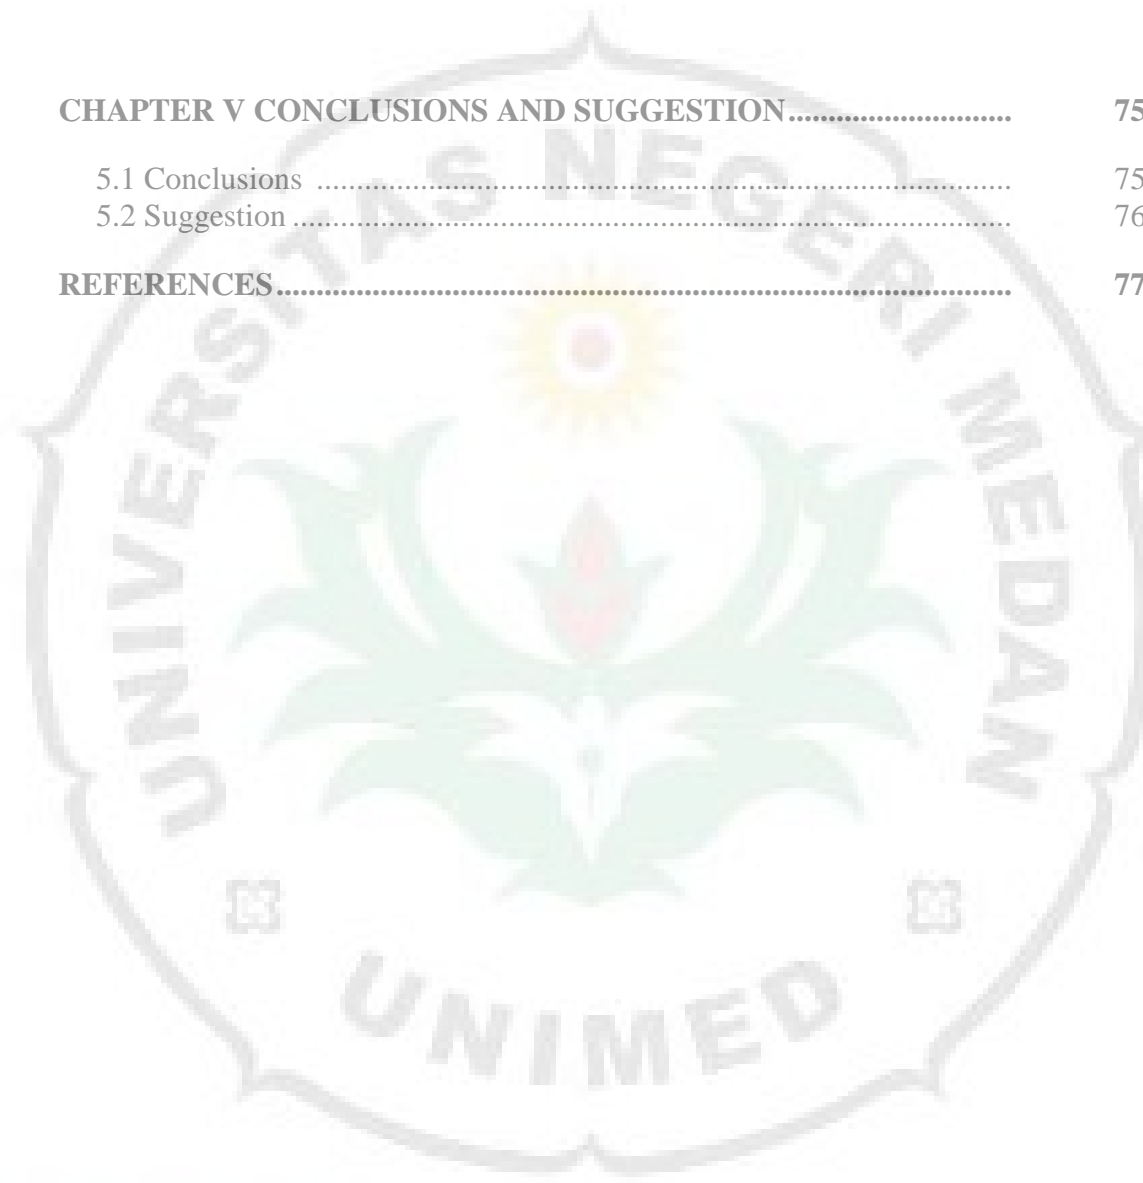 CHAPTER V CONCLUSIONS AND SUGGESTION........................... 75
5.1 Conclusions .................................................................................... 75
5.2 Suggestion ....................................................................................... 76
REFERENCES......................................................................................... 77
UNIVERSITAS NEGERI MEDAN
UNIMED